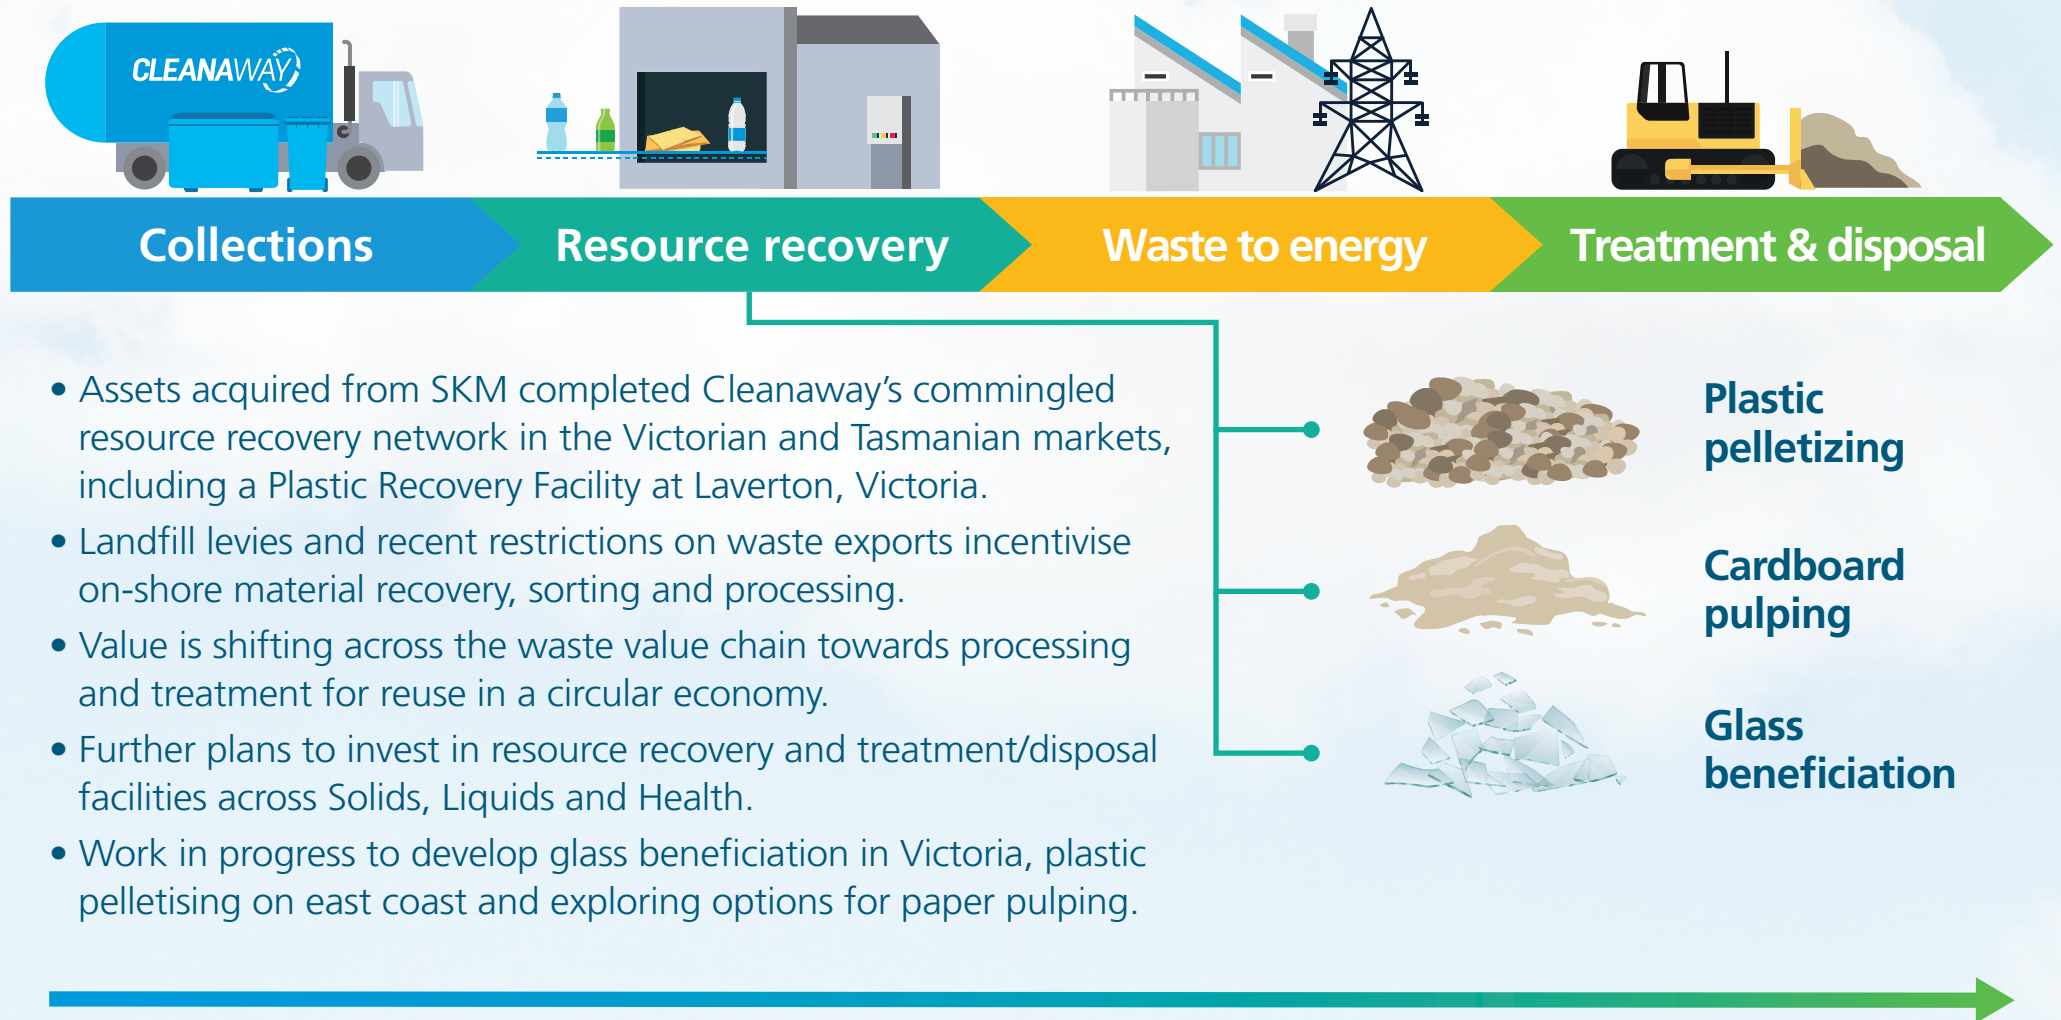 CLEANAWAY
Collections
Resource recovery
Waste to energy
Treatment & disposal
• Assets acquired from SKM completed Cleanaway’s commingled
resource recovery network in the Victorian and Tasmanian markets,
including a Plastic Recovery Facility at Laverton, Victoria.
• Landfill levies and recent restrictions on waste exports incentivise
on-shore material recovery, sorting and processing.
• Value is shifting across the waste value chain towards processing
and treatment for reuse in a circular economy.
• Further plans to invest in resource recovery and treatment/disposal
facilities across Solids, Liquids and Health.
• Work in progress to develop glass beneficiation in Victoria, plastic
pelletising on east coast and exploring options for paper pulping.
Plastic
pelletizing
Cardboard
pulping
Glass
beneficiation